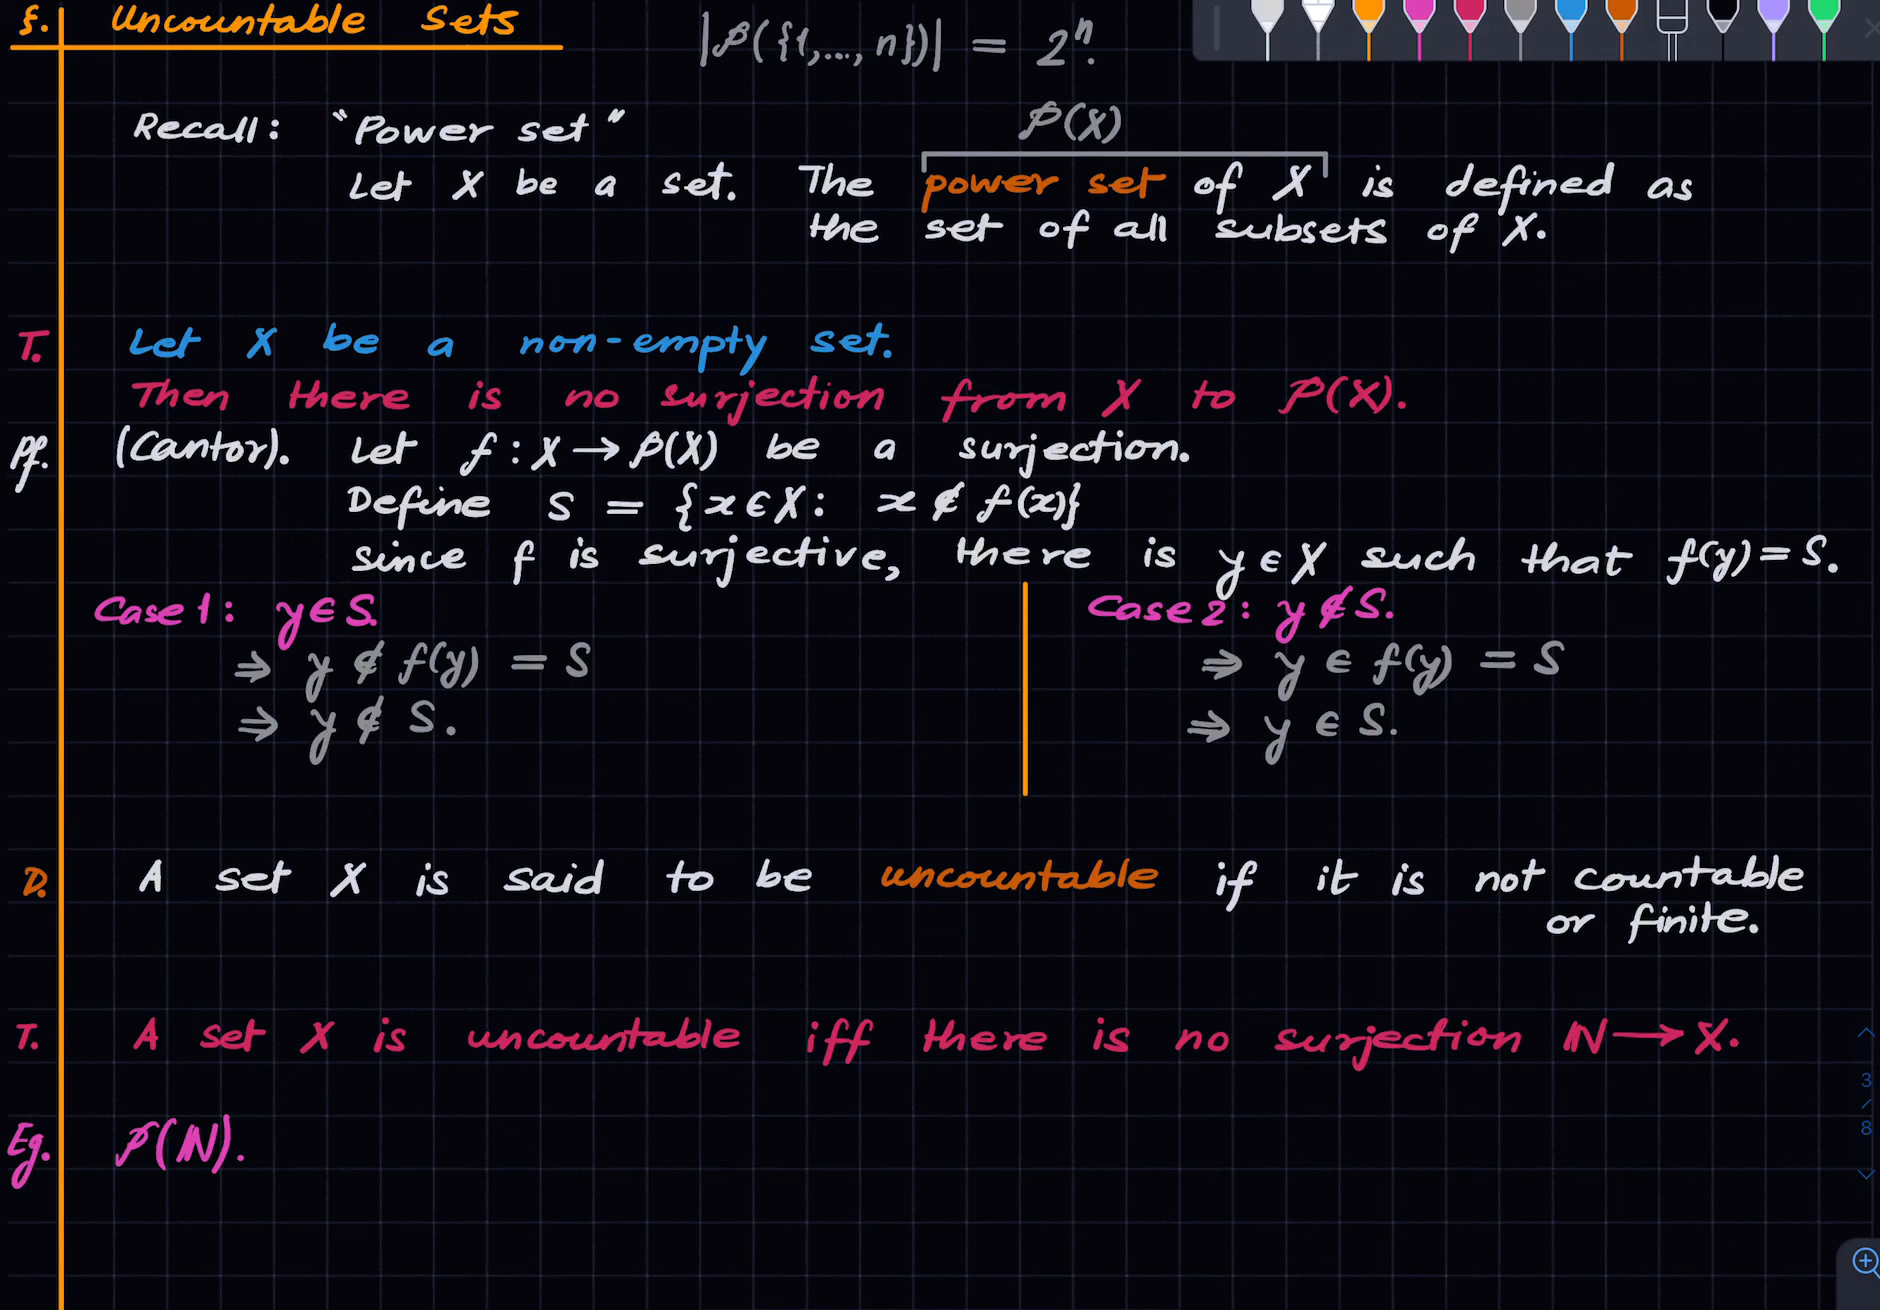 §. Uncountable Sets
|𝒫({1,..., n})| = 2ⁿ.
Recall: "Power set"
𝒫(X)
Let X be a set. The power set of X is defined as
the set of all subsets of X.
T. Let X be a non-empty set.
Then there is no surjection from X to 𝒫(X).
Pf. (Cantor). Let f : X → 𝒫(X) be a surjection.
Define S = {x ∈ X : x ∉ f(x)}
since f is surjective, there is y ∈ X such that f(y) = S.
Case 1: y ∈ S.
⇒ y ∉ f(y) = S
⇒ y ∉ S.
Case 2: y ∉ S.
⇒ y ∈ f(y) = S
⇒ y ∈ S.
D. A set X is said to be uncountable if it is not countable
or finite.
T. A set X is uncountable iff there is no surjection ℕ → X.
Eg. 𝒫(ℕ).
3
/
8